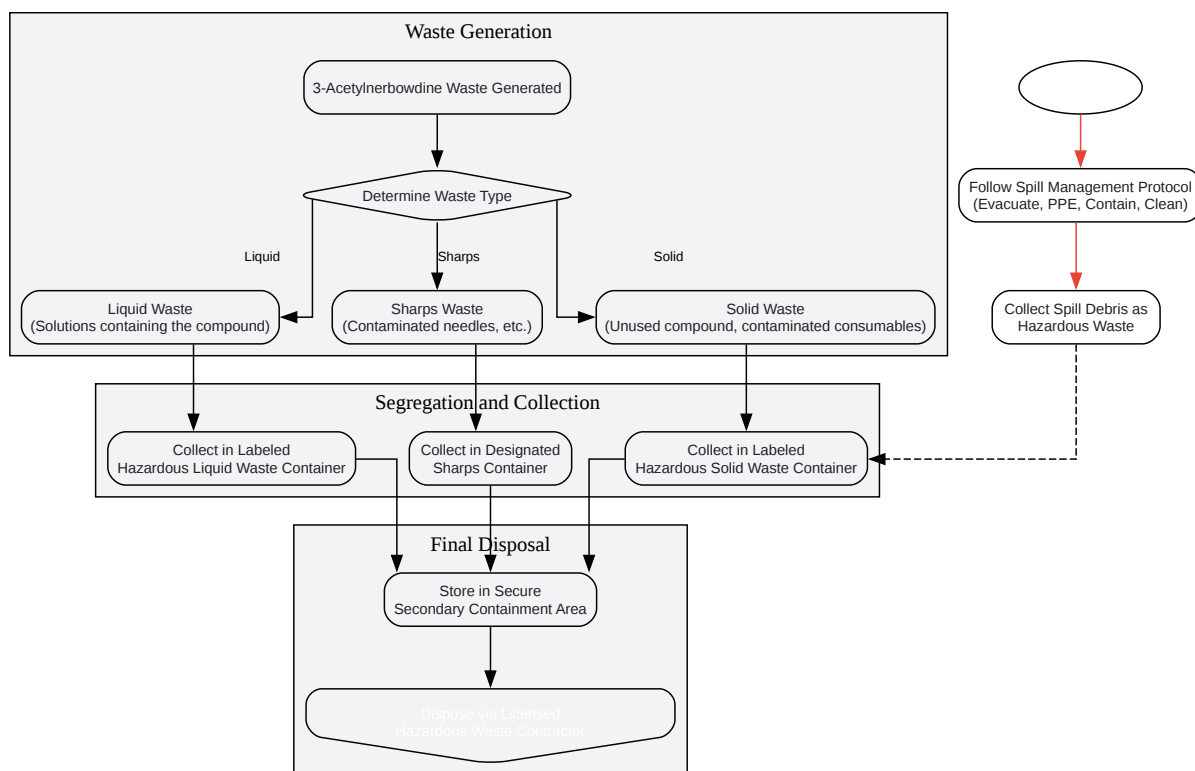 Waste Generation
3-Acetylnerbowdine Waste Generated
Determine Waste Type
Liquid
Sharps
Solid
Liquid Waste
(Solutions containing the compound)
Sharps Waste
(Contaminated needles, etc.)
Solid Waste
(Unused compound, contaminated consumables)
Follow Spill Management Protocol
(Evacuate, PPE, Contain, Clean)
Collect Spill Debris as
Hazardous Waste
Segregation and Collection
Collect in Labeled
Hazardous Liquid Waste Container
Collect in Designated
Sharps Container
Collect in Labeled
Hazardous Solid Waste Container
Final Disposal
Store in Secure
Secondary Containment Area
Dispose via Licensed
Hazardous Waste Contractor